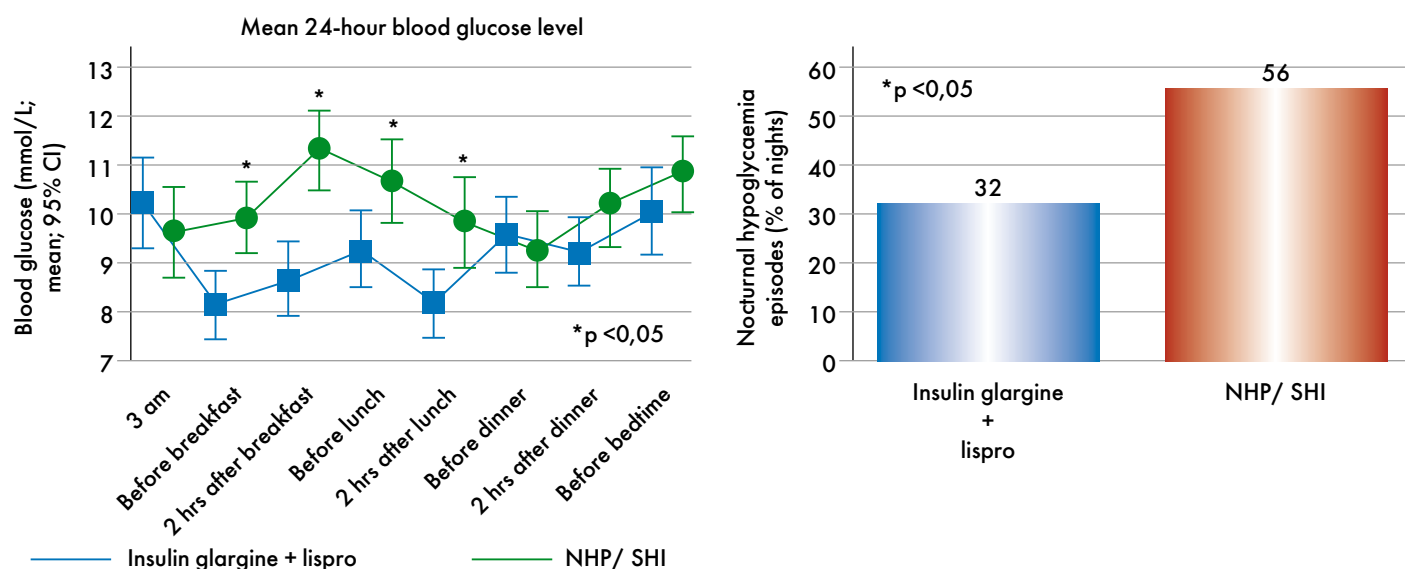 Mean 24-hour blood glucose level
Blood glucose (mmol/L;
mean; 95% CI)
13
12
11
10
9
8
7
*
*
*
*
*p <0,05
3 am
Before breakfast
2 hrs after breakfast
Before lunch
2 hrs after lunch
Before dinner
2 hrs after dinner
Before bedtime
Insulin glargine + lispro
NHP/ SHI
Nocturnal hypoglycaemia
episodes (% of nights)
60
50
40
30
20
10
0
*p <0,05
32
56
Insulin glargine
+
lispro
NHP/ SHI